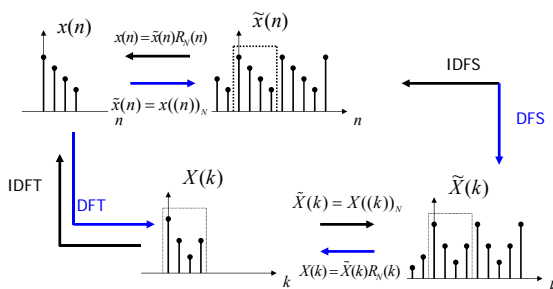 x(n)
x(n)=x̃(n)R_N(n)
x̃(n)
x̃(n)=x((n))_N
n
n
IDFS
DFS
IDFT
DFT
X(k)
X̃(k)=X((k))_N
X̃(k)
X(k)=X̃(k)R_N(k)
k
k